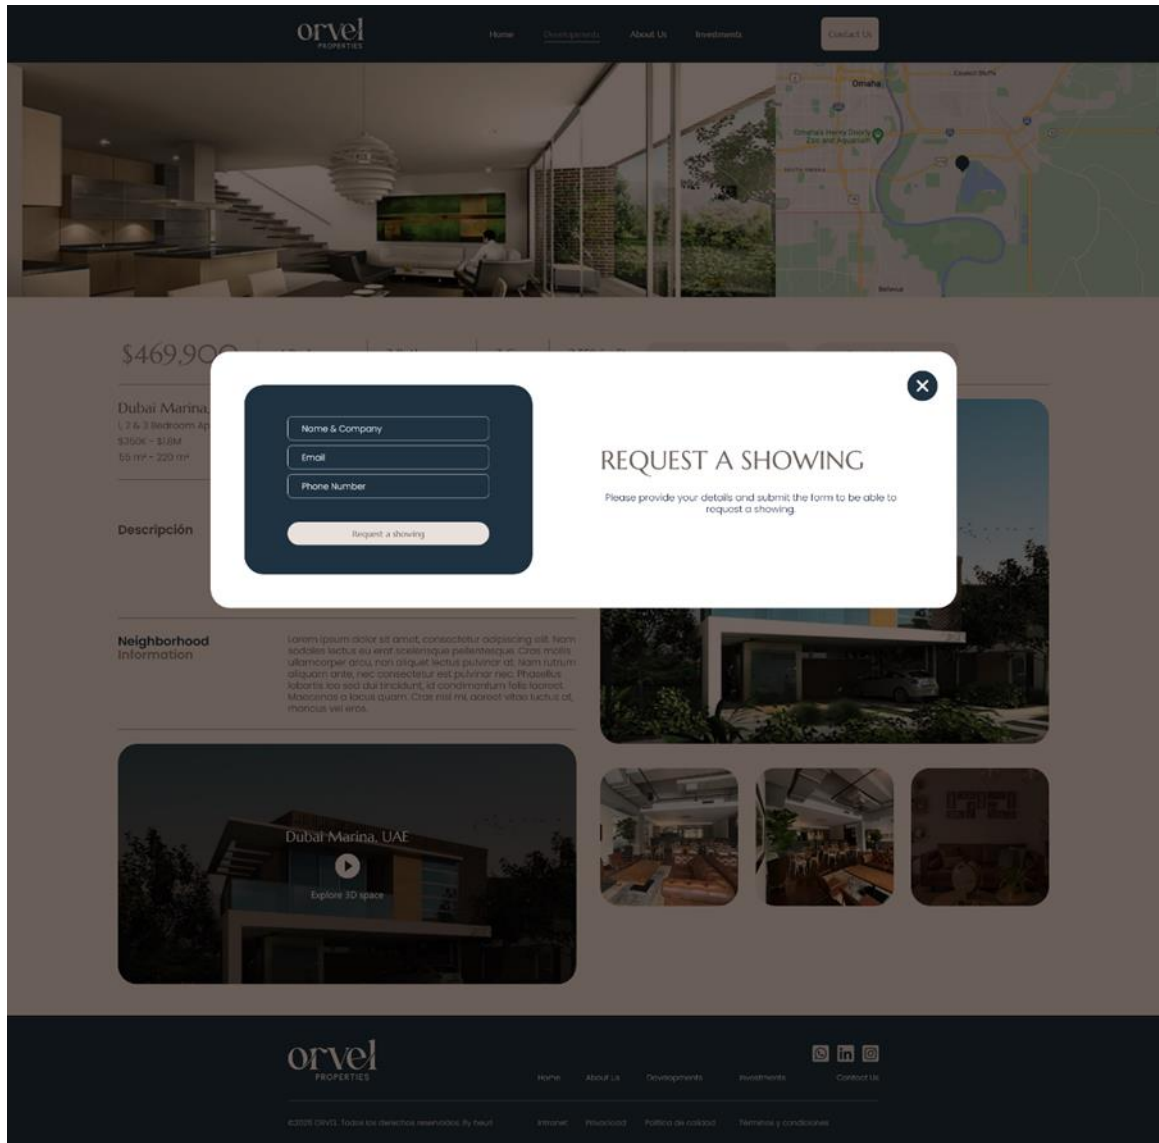 orvel
PROPERTIES
Home
Developments
About Us
Investments
Contact Us
Omaha
Council Bluffs
Omaha's Henry Doorly
Zoo and Aquarium
Bellevue
$469,900
Dubai Marina,
1, 2 & 3 Bedroom Ap
$350K - $1.6M
55 m² - 220 m²
Name & Company
Email
Phone Number
Request a showing
REQUEST A SHOWING
Please provide your details and submit the form to be able to
request a showing.
Descripción
Neighborhood
Information
Lorem ipsum dolor sit amet, consectetur adipiscing elit. Nam
sodales lectus eu erat scelerisque pellentesque. Cras mollis
ullamcorper arcu, non aliquet lectus pulvinar at. Nam rutrum
aliquam ante, nec consectetur est pulvinar nec. Phasellus
lobortis leo sed dui tincidunt, id condimentum felis laoreet.
Maecenas a lacus quam. Cras nisl mi, aoreet vitae luctus at,
rhoncus vel eros.
Dubai Marina, UAE
Explore 3D space
orvel
PROPERTIES
Home
About Us
Developments
Investments
Contact Us
©2025 ORVEL. Todos los derechos reservados. By heurí
Intranet
Privacidad
Política de calidad
Términos y condiciones